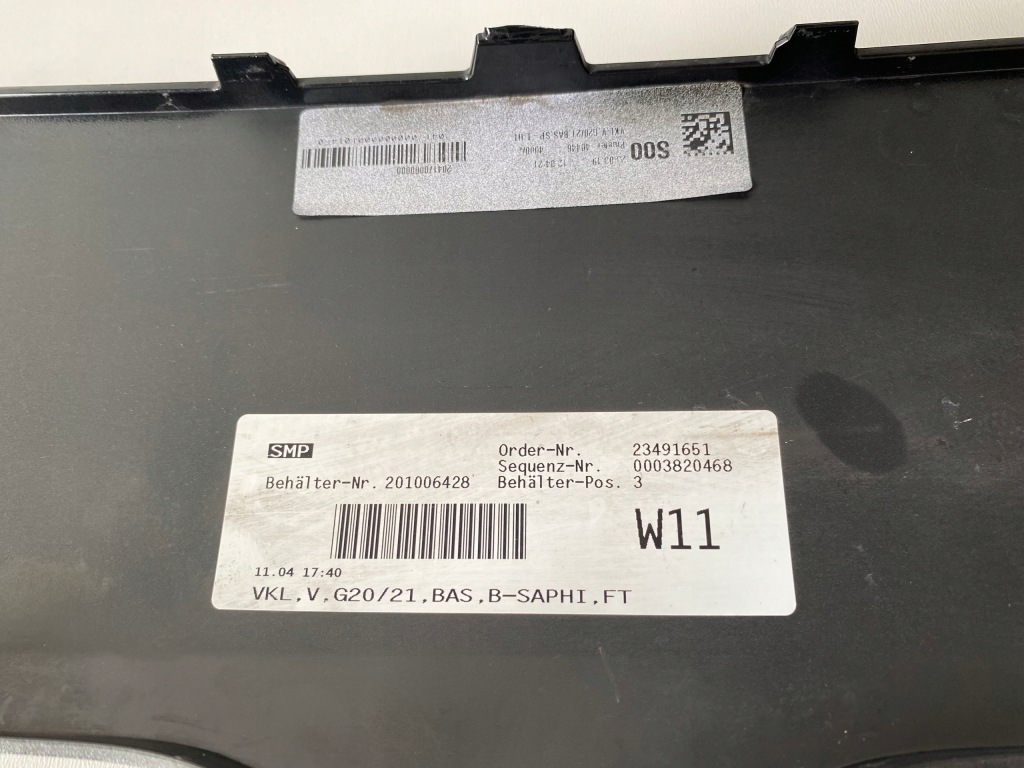 S00
SMP
Order-Nr. 23491651
Sequenz-Nr. 0003820468
Behälter-Nr. 201006428 Behälter-Pos. 3
W11
11.04 17:40
VKL,V,G20/21,BAS,B-SAPHI,FT